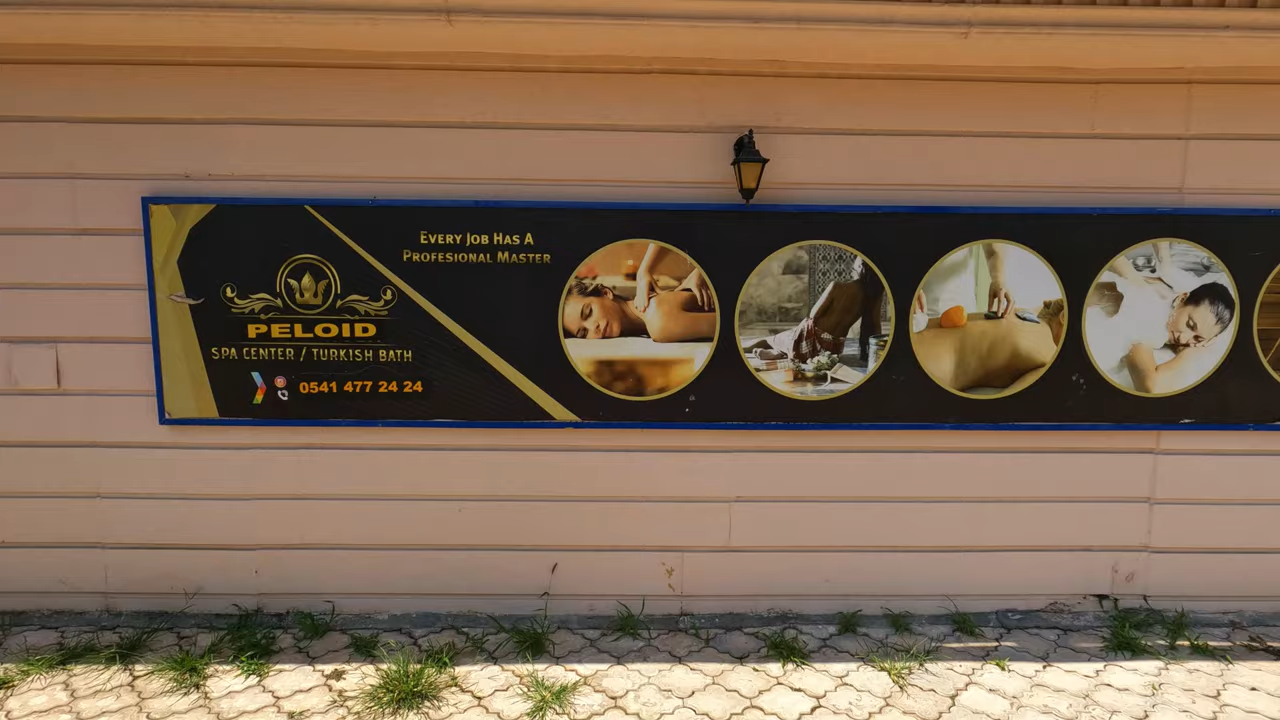 EVERY JOB HAS A
PROFESIONAL MASTER
PELOID
SPA CENTER / TURKISH BATH
0541 477 24 24